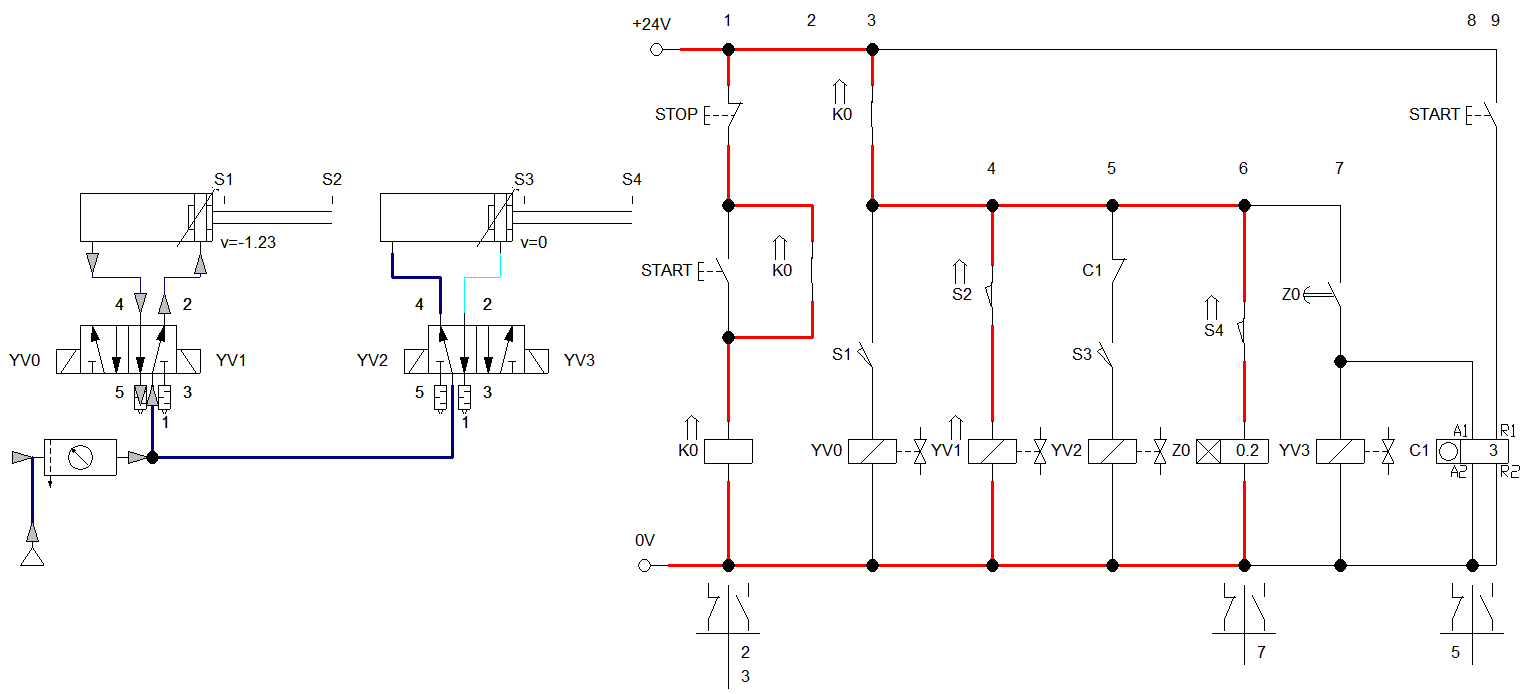 +24V 1 2 3 8 9
STOP K0 START
4 5 6 7
S1 S2 S3 S4
v=-1.23 v=0
START K0 S2 C1 Z0
4 2 4 2
S4
YV0 YV1 YV2 YV3 S1 S3
5 3 5 3
1 1
A1 R1
K0 YV0 YV1 YV2 Z0 0.2 YV3 C1 3
A2 R2
0V
2 7 5
3